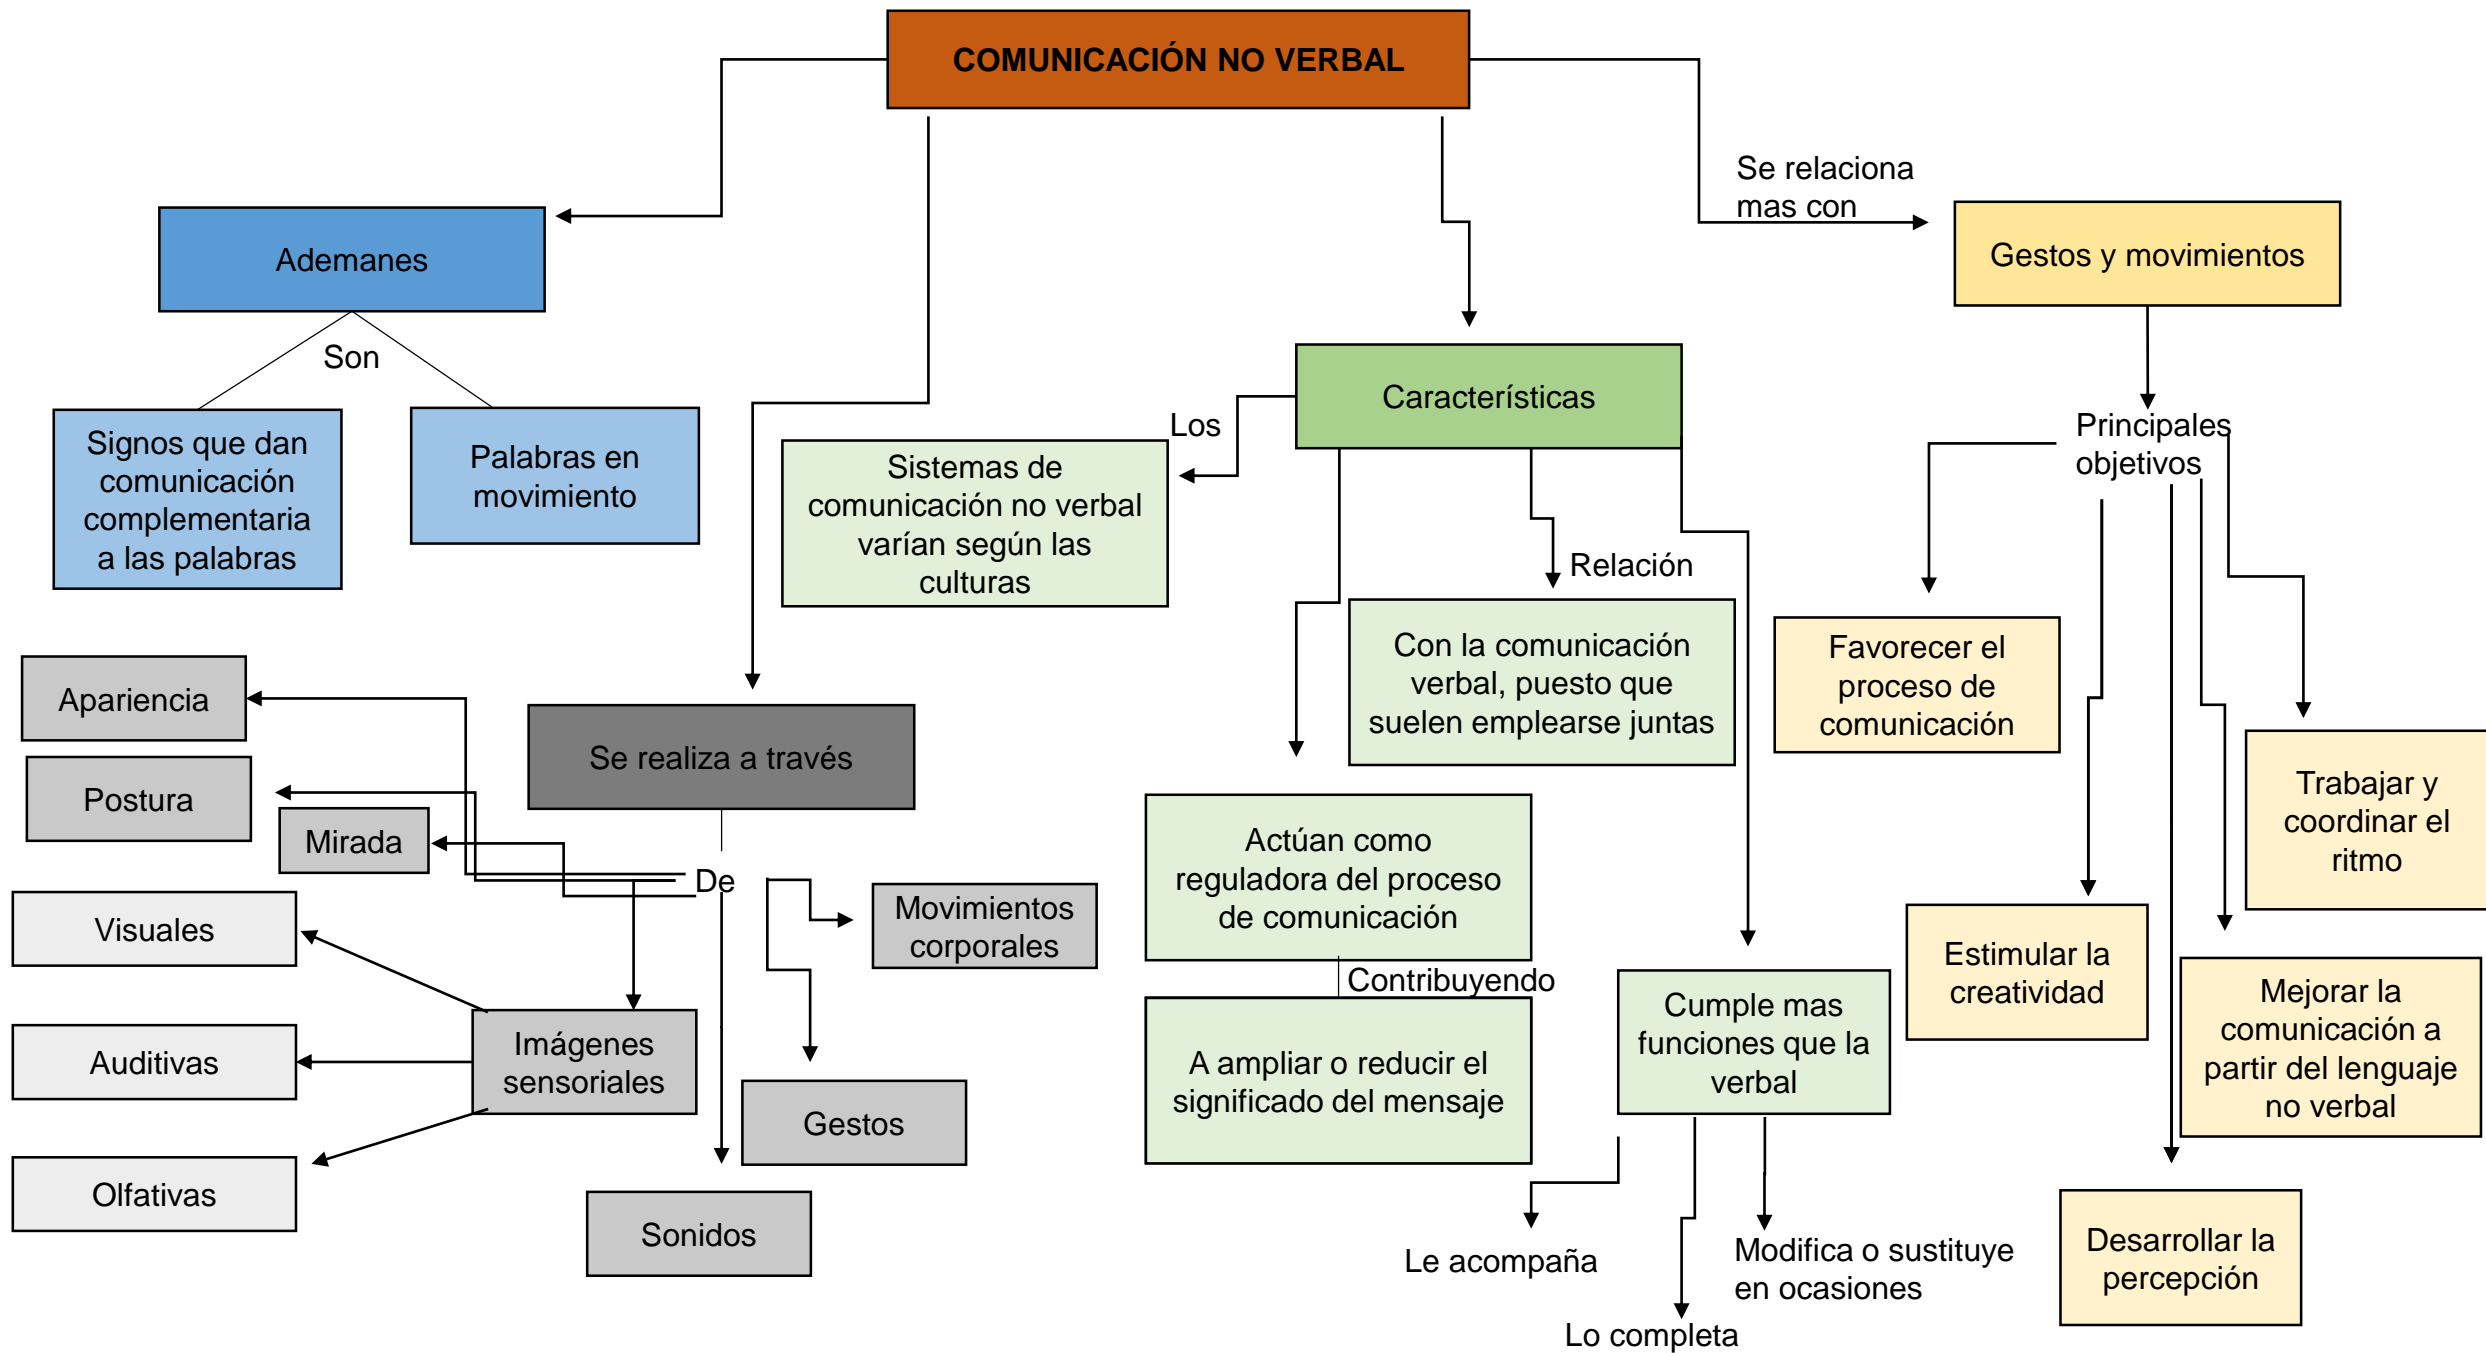 COMUNICACIÓN NO VERBAL
Ademanes
Son
Signos que dan
comunicación
complementaria
a las palabras
Palabras en
movimiento
Se realiza a través
De
Apariencia
Postura
Mirada
Imágenes
sensoriales
Visuales
Auditivas
Olfativas
Sonidos
Gestos
Movimientos
corporales
Características
Los
Sistemas de
comunicación no verbal
varían según las
culturas
Actúan como
reguladora del proceso
de comunicación
Contribuyendo
A ampliar o reducir el
significado del mensaje
Relación
Con la comunicación
verbal, puesto que
suelen emplearse juntas
Cumple mas
funciones que la
verbal
Le acompaña
Lo completa
Modifica o sustituye
en ocasiones
Se relaciona
mas con
Gestos y movimientos
Principales
objetivos
Favorecer el
proceso de
comunicación
Estimular la
creatividad
Desarrollar la
percepción
Mejorar la
comunicación a
partir del lenguaje
no verbal
Trabajar y
coordinar el
ritmo